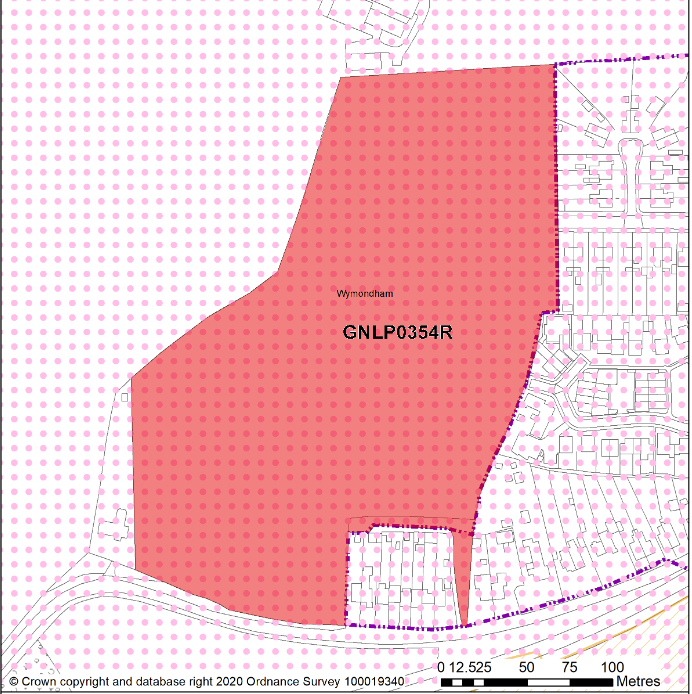 Wymondham
GNLP0354R
0 12.525 50 75 100
Metres
© Crown copyright and database right 2020 Ordnance Survey 100019340